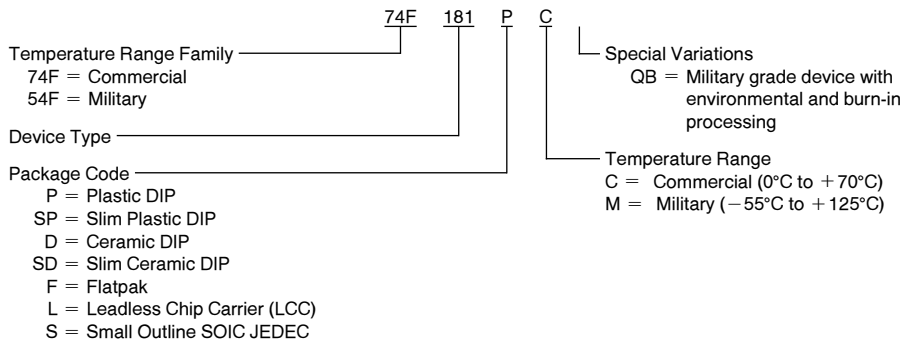 74F 181 P C
Temperature Range Family
74F = Commercial
54F = Military
Device Type
Package Code
P = Plastic DIP
SP = Slim Plastic DIP
D = Ceramic DIP
SD = Slim Ceramic DIP
F = Flatpak
L = Leadless Chip Carrier (LCC)
S = Small Outline SOIC JEDEC
Special Variations
QB = Military grade device with
environmental and burn-in
processing
Temperature Range
C = Commercial (0°C to +70°C)
M = Military (−55°C to +125°C)